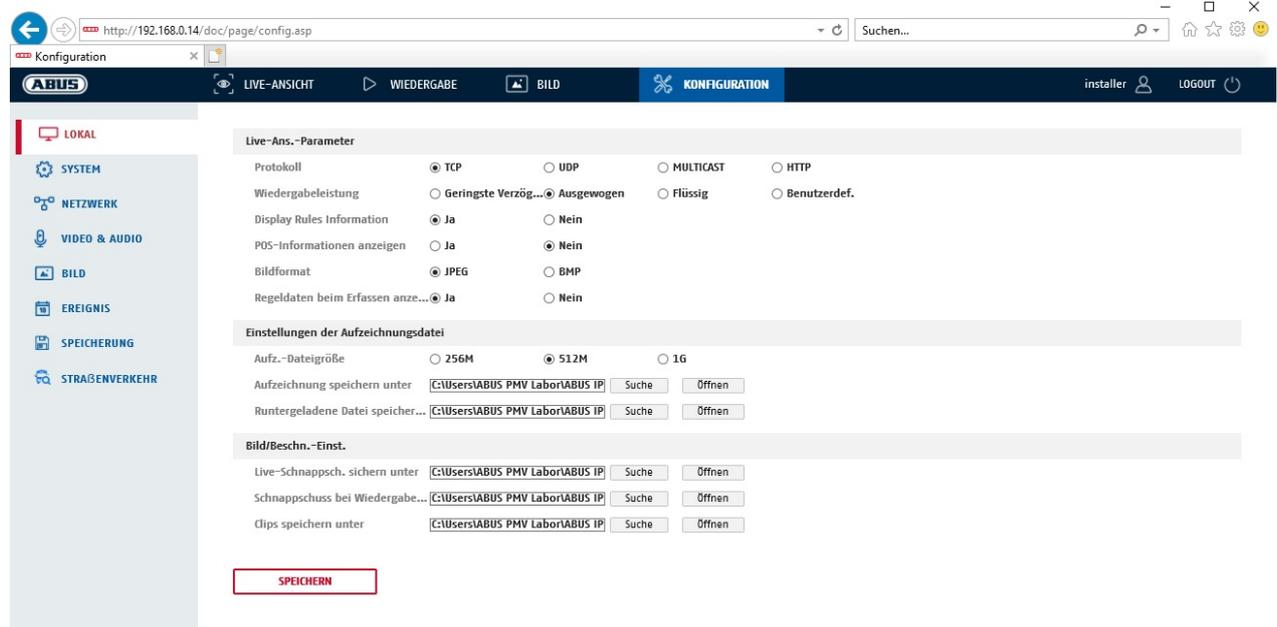 http://192.168.0.14/doc/page/config.asp Suchen...
Konfiguration
ABUS LIVE-ANSICHT WIEDERGABE BILD KONFIGURATION installer LOGOUT
LOKAL
SYSTEM
NETZWERK
VIDEO & AUDIO
BILD
EREIGNIS
SPEICHERUNG
STRAßENVERKEHR
Live-Ans.-Parameter
Protokoll TCP UDP MULTICAST HTTP
Wiedergabeleistung Geringste Verzög... Ausgewogen Flüssig Benutzerdef.
Display Rules Information Ja Nein
POS-Informationen anzeigen Ja Nein
Bildformat JPEG BMP
Regeldaten beim Erfassen anze... Ja Nein
Einstellungen der Aufzeichnungsdatei
Aufz.-Dateigröße 256M 512M 1G
Aufzeichnung speichern unter C:\Users\ABUS PMV Labor\ABUS IP Suche Öffnen
Runtergeladene Datei speicher... C:\Users\ABUS PMV Labor\ABUS IP Suche Öffnen
Bild/Beschn.-Einst.
Live-Schnappsch. sichern unter C:\Users\ABUS PMV Labor\ABUS IP Suche Öffnen
Schnappschuss bei Wiedergabe... C:\Users\ABUS PMV Labor\ABUS IP Suche Öffnen
Clips speichern unter C:\Users\ABUS PMV Labor\ABUS IP Suche Öffnen
SPEICHERN